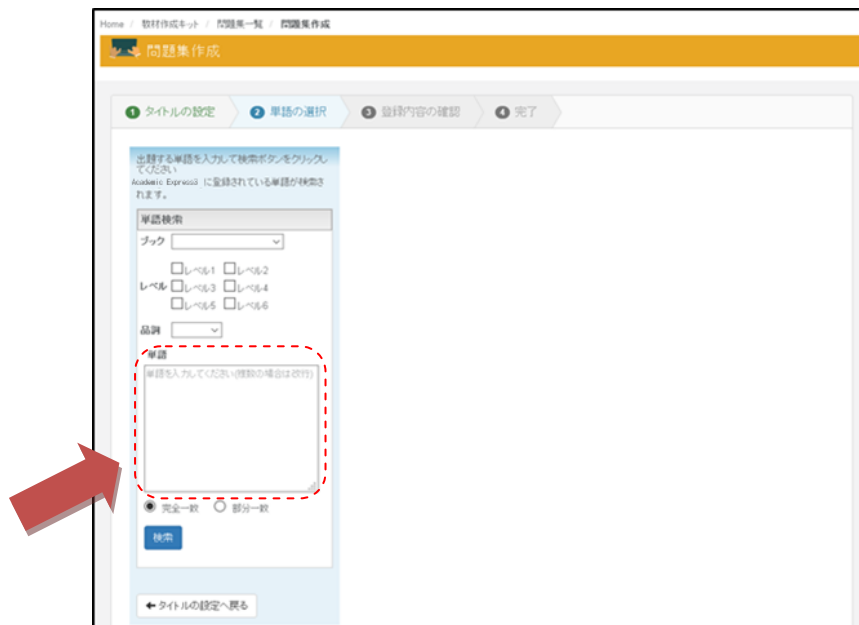 Home / 教材作成キット / 問題集一覧 / 問題集作成
問題集作成
1 タイトルの設定 2 単語の選択 3 登録内容の確認 4 完了
出題する単語を入力して検索ボタンをクリックし
てください
Academic Express3 に登録されている単語が検索さ
れます。
単語検索
ブック
レベル1 レベル2
レベル レベル3 レベル4
レベル5 レベル6
品詞
単語
単語を入力してください(複数の場合は改行)
完全一致 部分一致
検索
タイトルの設定へ戻る